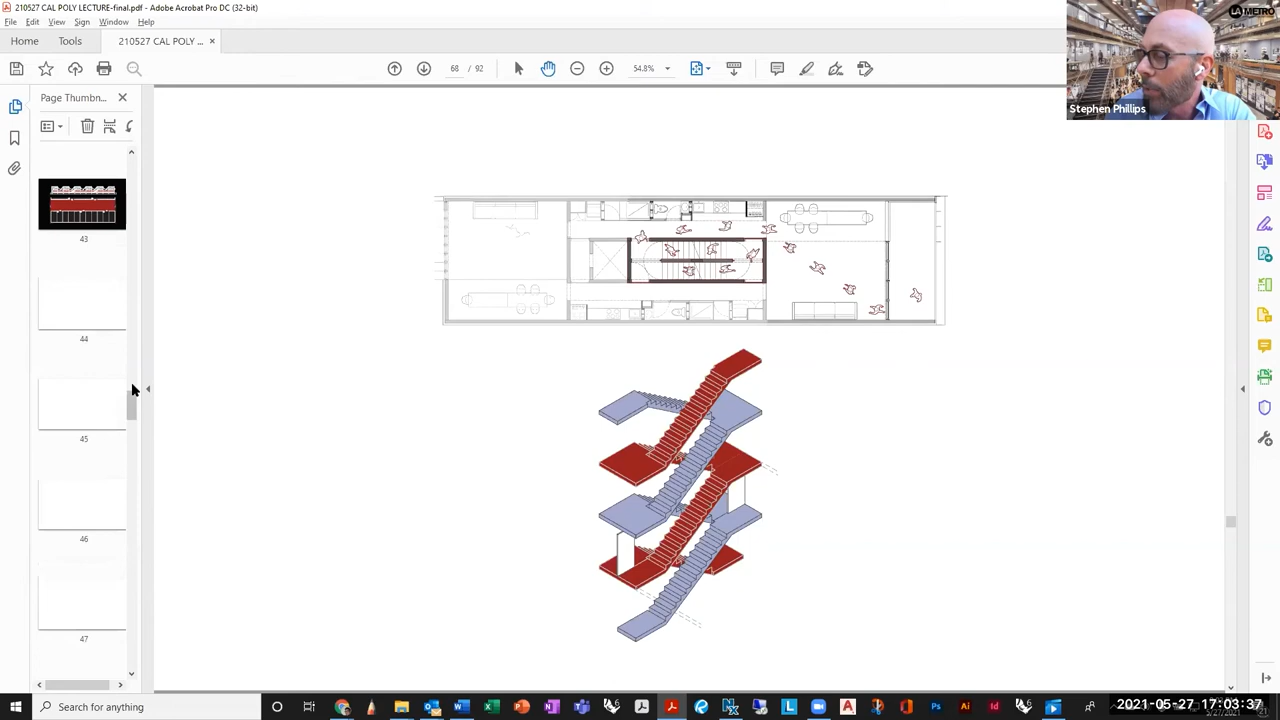 210527 CAL POLY LECTURE-final.pdf - Adobe Acrobat Pro DC (32-bit)
File Edit View Sign Window Help
Home Tools 210527 CAL POLY ... ×
68 / 92 54.8%
LA METRO
Stephen Phillips
Page Thumbn...
43
44
45
46
47
Search for anything
2021-05-27 17:03:37